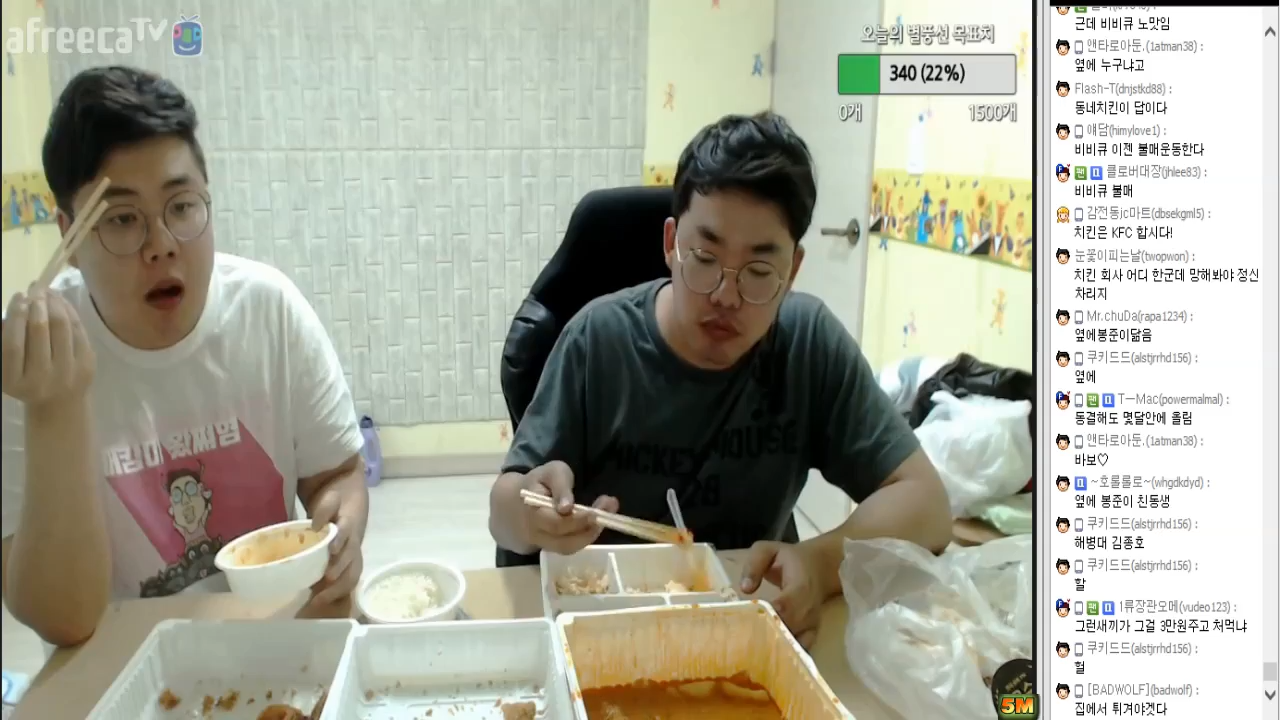 afreecaTV
오늘의 별풍선 목표치
340 (22%)
0개 1500개
MICKEY MOUSE
28
5M
근데 비비큐 노맛임
앤타로아둔.(1atman38) :
옆에 누구냐고
Flash-T(dnjstkd88) :
동네치킨이 답이다
애담(himylove1) :
비비큐 이젠 불매운동한다
클로버대장(jhlee83) :
비비큐 불매
감전동jc마트(dbsekgml5) :
치킨은 KFC 합시다!
눈꽃이피는날(twopwon) :
치킨 회사 어디 한군데 망해봐야 정신
차리지
Mr.chuDa(rapa1234) :
옆에봉준이닮음
쿠키드드(alstjrrhd156) :
옆에
T-Mac(powermalmal) :
동결해도 몇달안에 올림
앤타로아둔.(1atman38) :
바보♡
~호롤롤로~(whgdkdyd) :
옆에 봉준이 친동생
쿠키드드(alstjrrhd156) :
해병대 김종호
쿠키드드(alstjrrhd156) :
할
1류장관오메(vudeo123) :
그런새끼가 그걸 3만원주고 처먹냐
쿠키드드(alstjrrhd156) :
헐
[BADWOLF](badwolf) :
집에서 튀겨야겟다